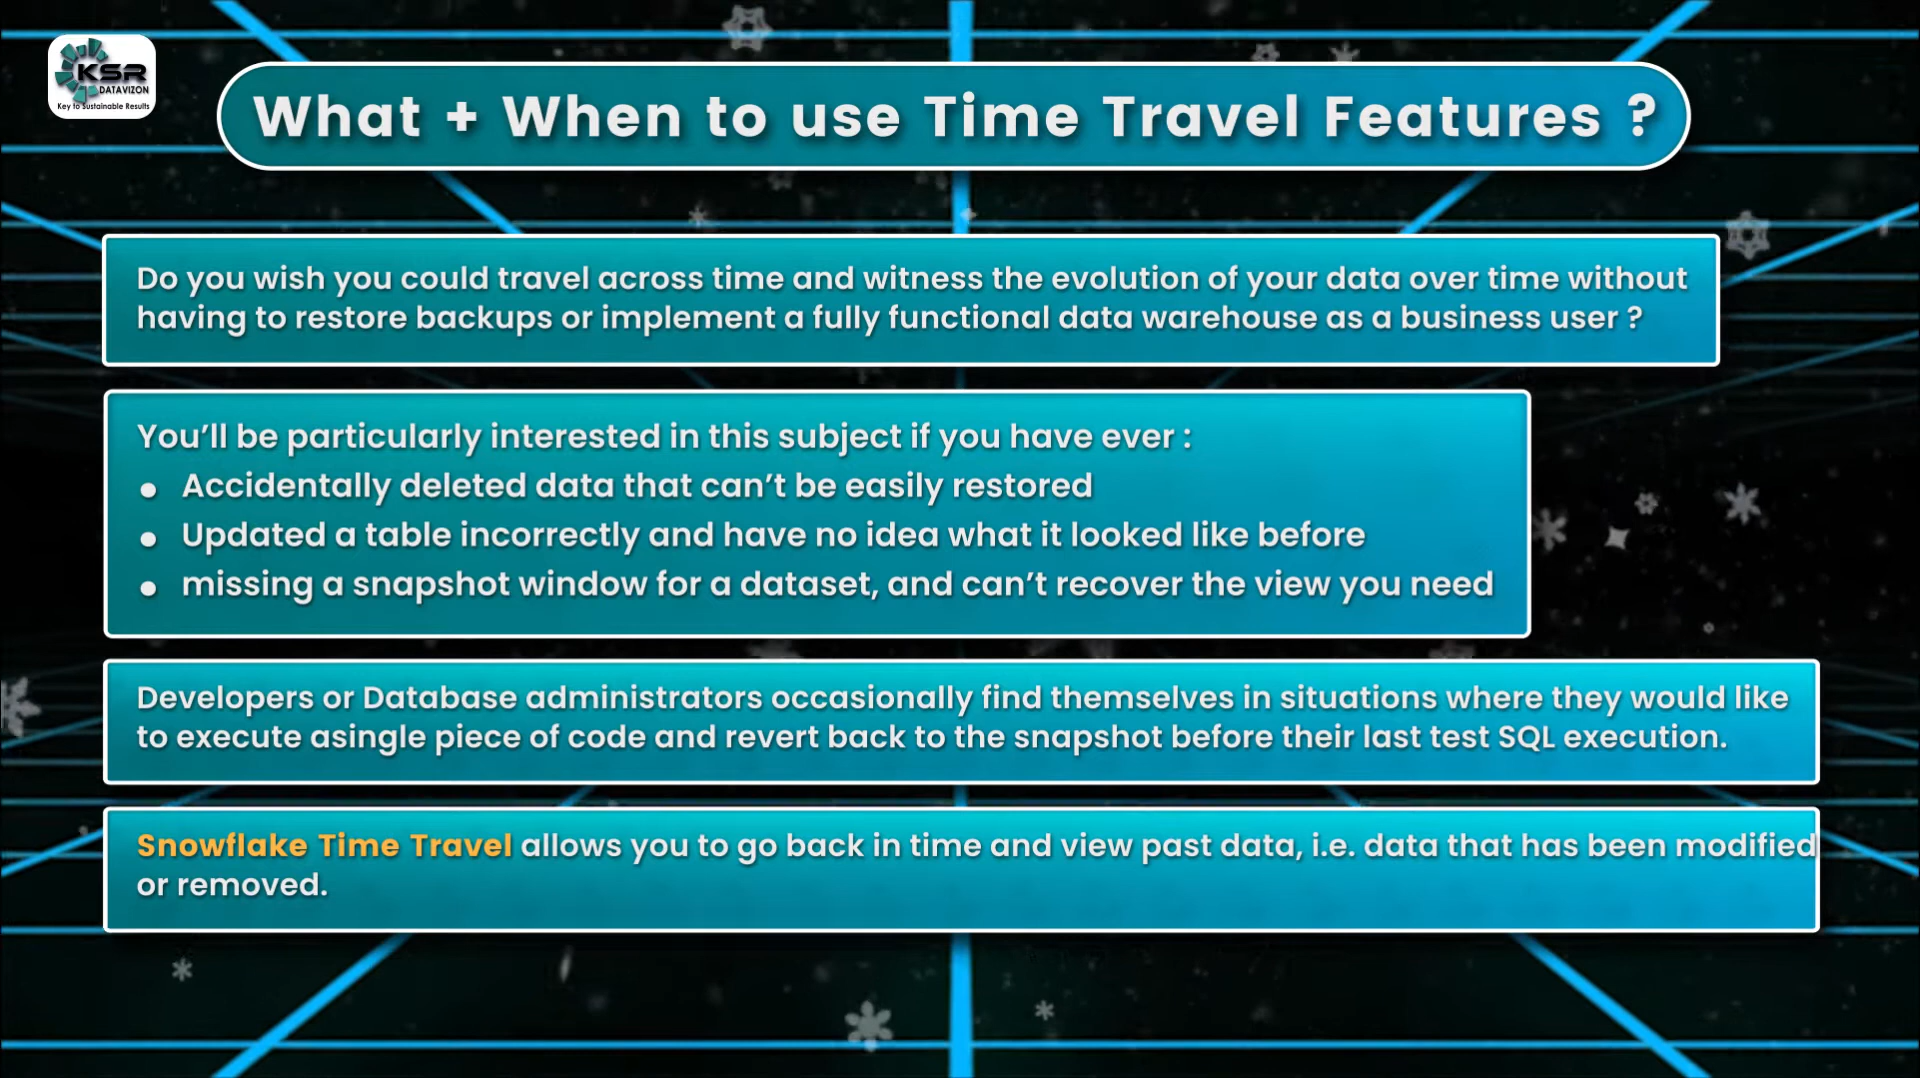 KSR
DATAVIZON
Key to Sustainable Results
What + When to use Time Travel Features ?
Do you wish you could travel across time and witness the evolution of your data over time without
having to restore backups or implement a fully functional data warehouse as a business user ?
You’ll be particularly interested in this subject if you have ever :
• Accidentally deleted data that can’t be easily restored
• Updated a table incorrectly and have no idea what it looked like before
• missing a snapshot window for a dataset, and can’t recover the view you need
Developers or Database administrators occasionally find themselves in situations where they would like
to execute asingle piece of code and revert back to the snapshot before their last test SQL execution.
Snowflake Time Travel allows you to go back in time and view past data, i.e. data that has been modified
or removed.